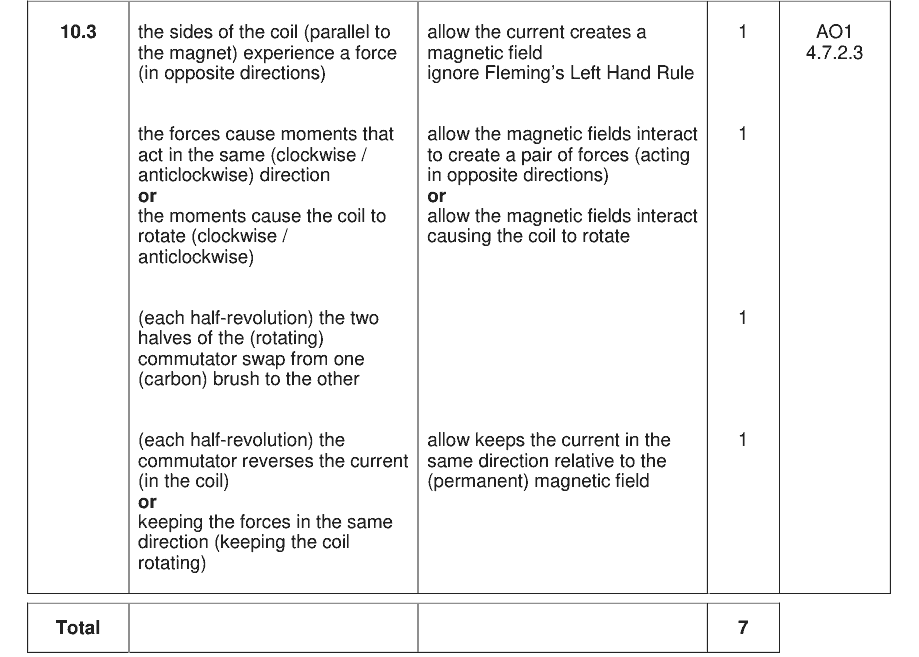 10.3
the sides of the coil (parallel to
the magnet) experience a force
(in opposite directions)
allow the current creates a
magnetic field
ignore Fleming's Left Hand Rule
1
AO1
4.7.2.3
the forces cause moments that
act in the same (clockwise /
anticlockwise) direction
or
the moments cause the coil to
rotate (clockwise /
anticlockwise)
allow the magnetic fields interact
to create a pair of forces (acting
in opposite directions)
or
allow the magnetic fields interact
causing the coil to rotate
1
(each half-revolution) the two
halves of the (rotating)
commutator swap from one
(carbon) brush to the other
1
(each half-revolution) the
commutator reverses the current
(in the coil)
or
keeping the forces in the same
direction (keeping the coil
rotating)
allow keeps the current in the
same direction relative to the
(permanent) magnetic field
1
Total
7